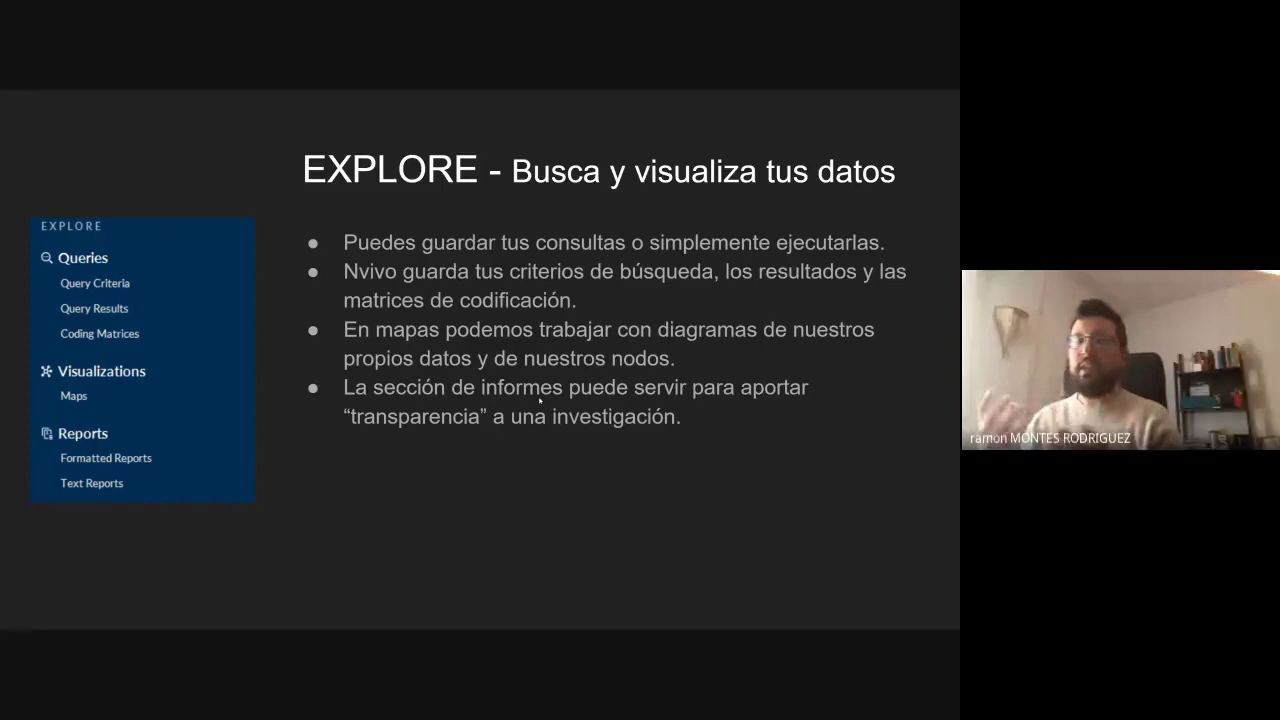 EXPLORE - Busca y visualiza tus datos
EXPLORE
Queries
Query Criteria
Query Results
Coding Matrices
Visualizations
Maps
Reports
Formatted Reports
Text Reports
● Puedes guardar tus consultas o simplemente ejecutarlas.
● Nvivo guarda tus criterios de búsqueda, los resultados y las
matrices de codificación.
● En mapas podemos trabajar con diagramas de nuestros
propios datos y de nuestros nodos.
● La sección de informes puede servir para aportar
“transparencia” a una investigación.
ramon MONTES RODRIGUEZ